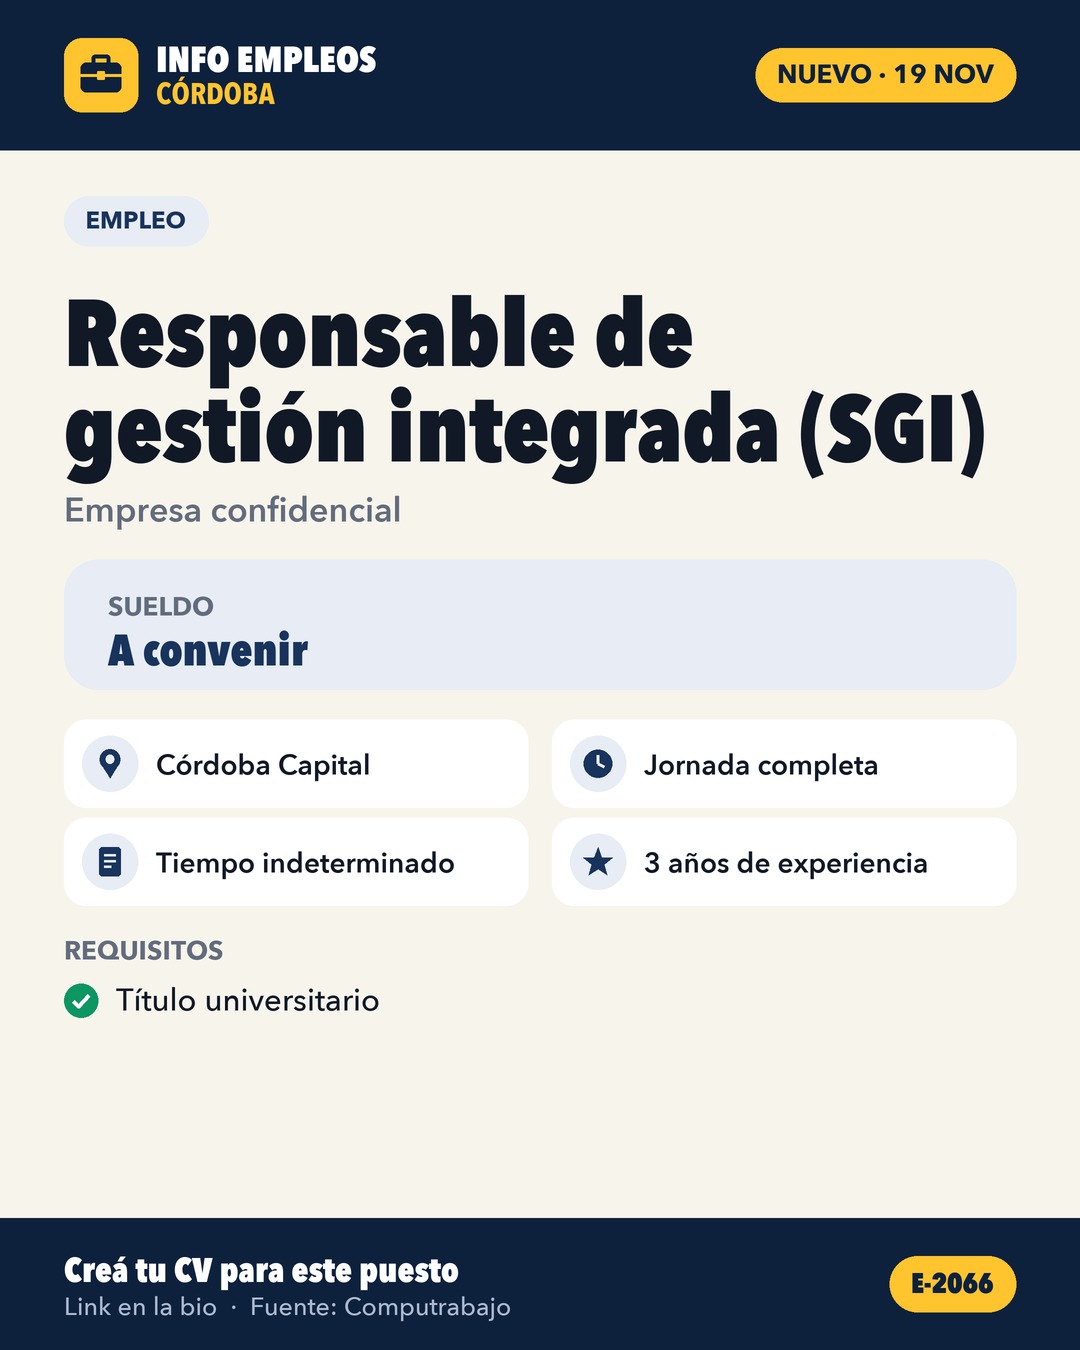 INFO EMPLEOS
CÓRDOBA
NUEVO · 19 NOV
EMPLEO
Responsable de
gestión integrada (SGI)
Empresa confidencial
SUELDO
A convenir
Córdoba Capital
Jornada completa
Tiempo indeterminado
3 años de experiencia
REQUISITOS
Título universitario
Creá tu CV para este puesto
Link en la bio · Fuente: Computrabajo
E-2066